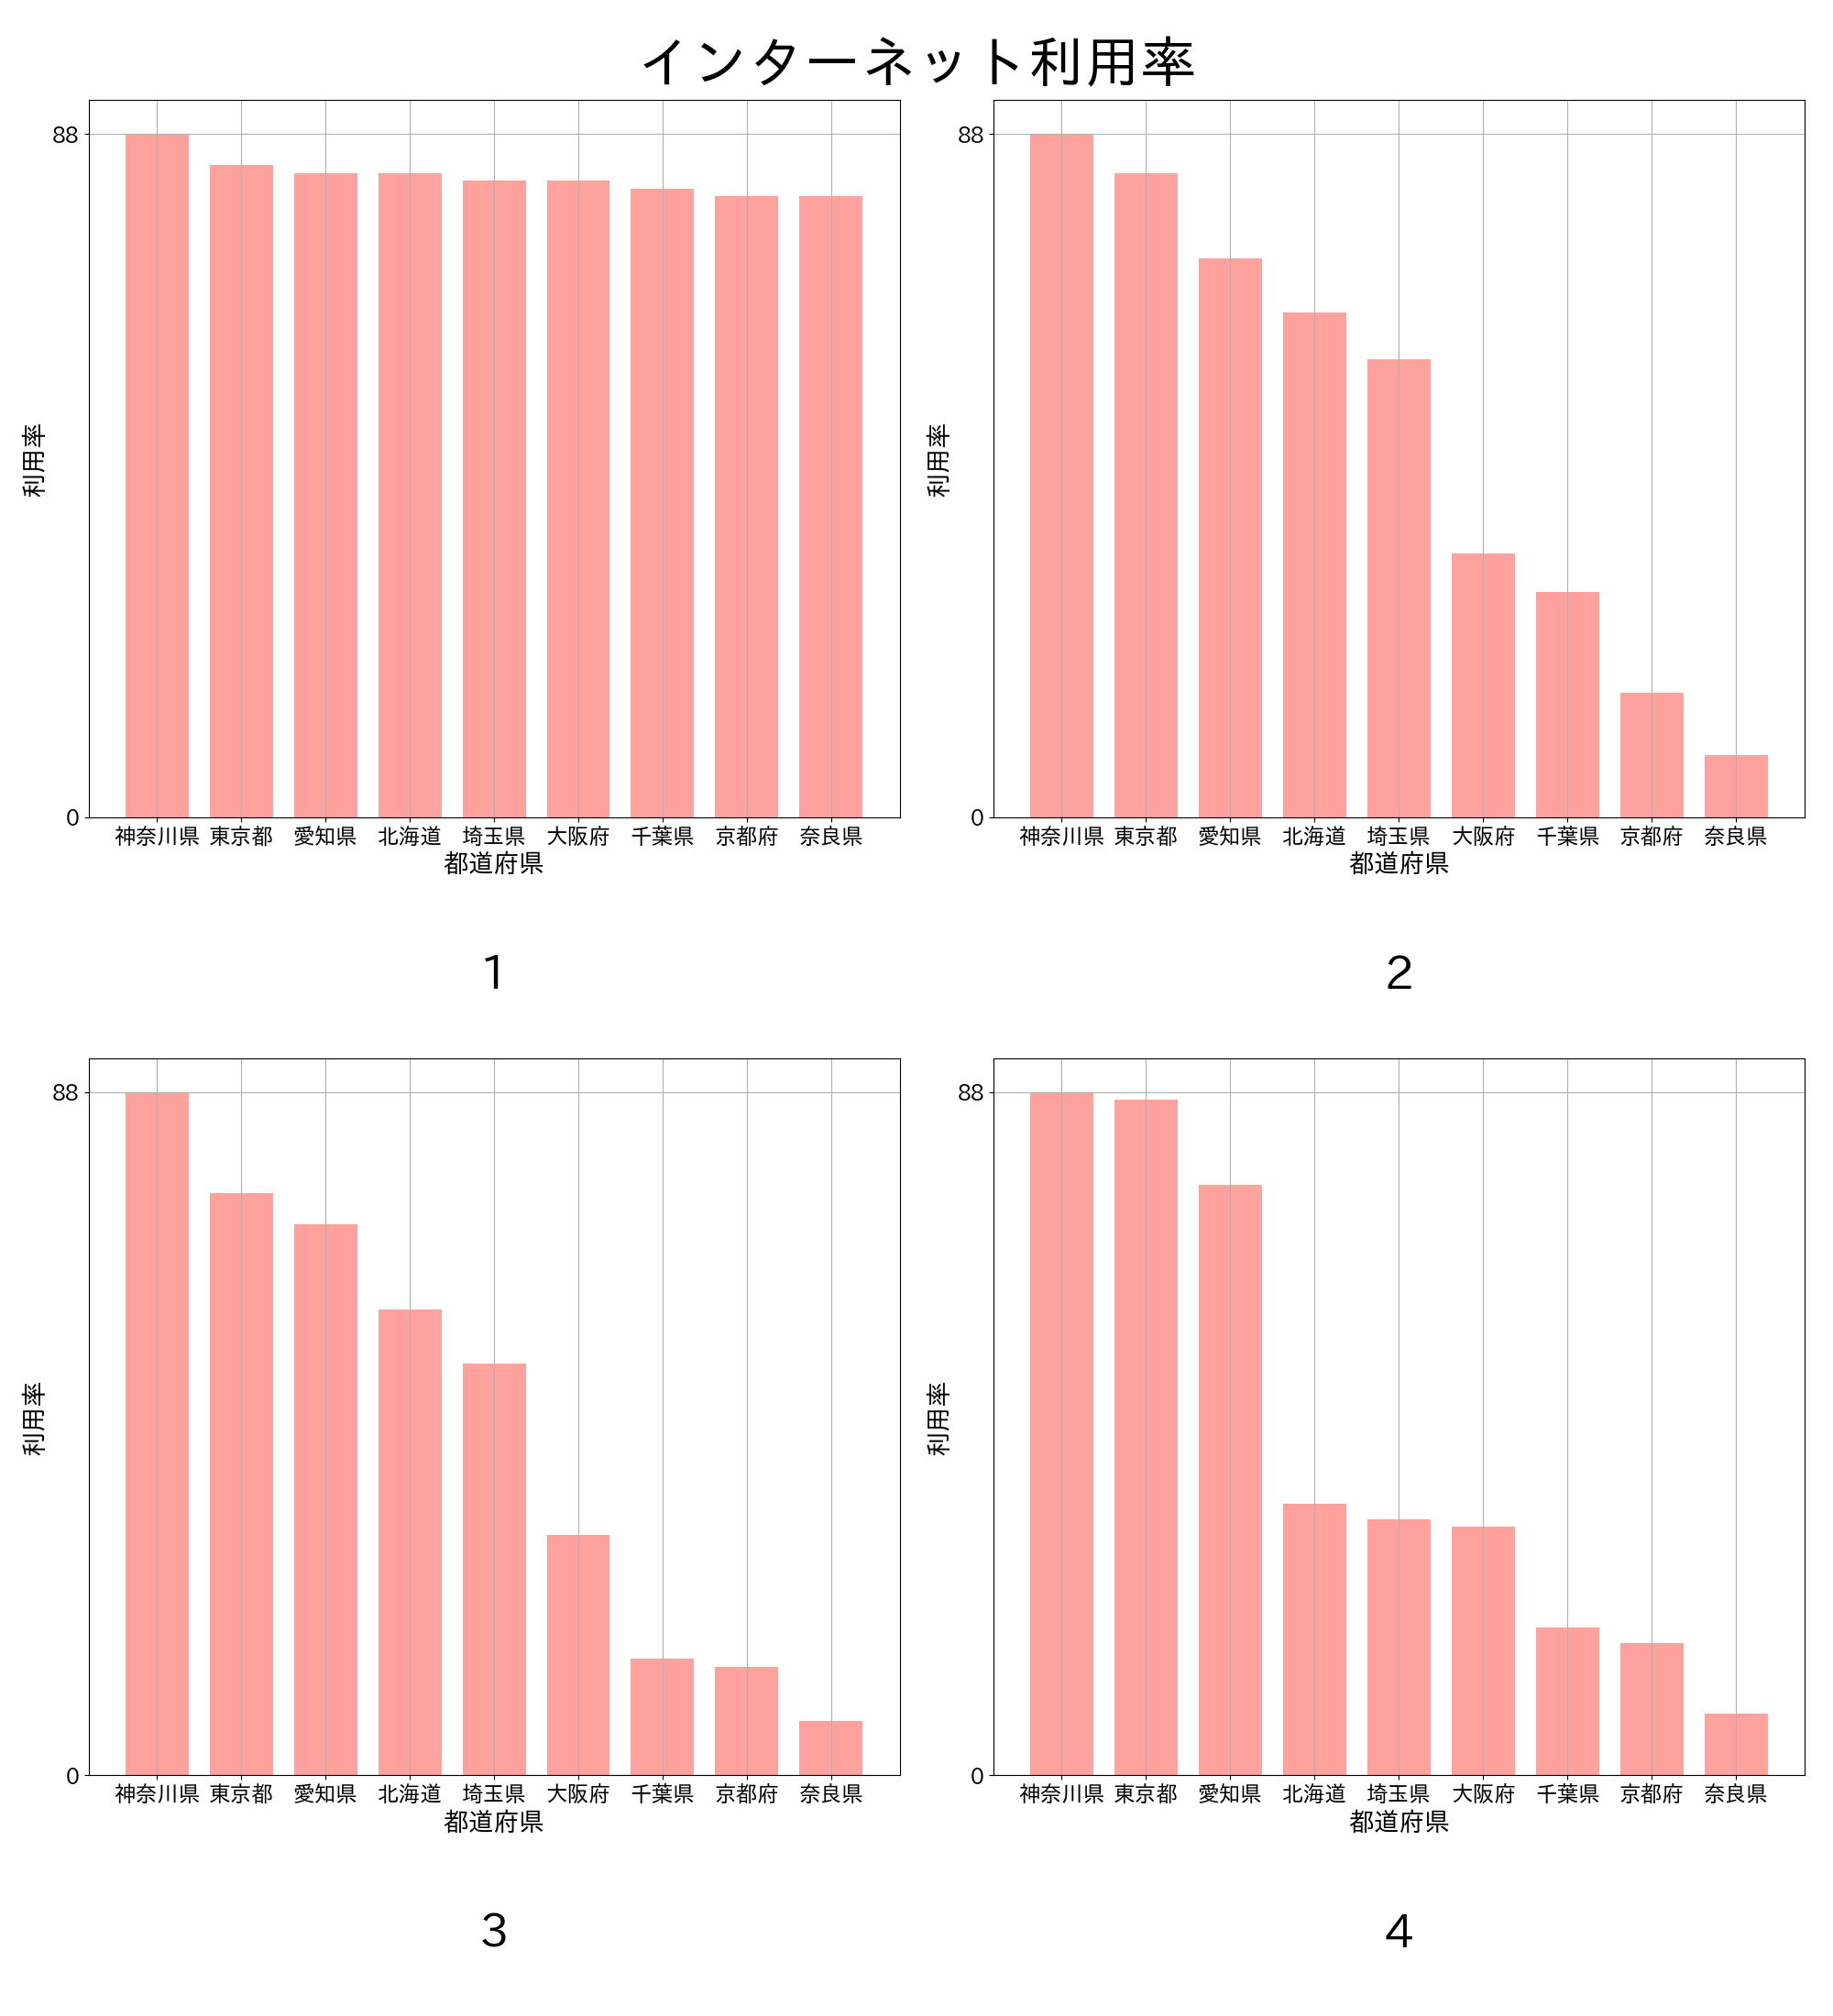 インターネット利用率
88
0
利用率
神奈川県 東京都 愛知県 北海道 埼玉県 大阪府 千葉県 京都府 奈良県
都道府県
1
88
0
利用率
神奈川県 東京都 愛知県 北海道 埼玉県 大阪府 千葉県 京都府 奈良県
都道府県
2
88
0
利用率
神奈川県 東京都 愛知県 北海道 埼玉県 大阪府 千葉県 京都府 奈良県
都道府県
3
88
0
利用率
神奈川県 東京都 愛知県 北海道 埼玉県 大阪府 千葉県 京都府 奈良県
都道府県
4